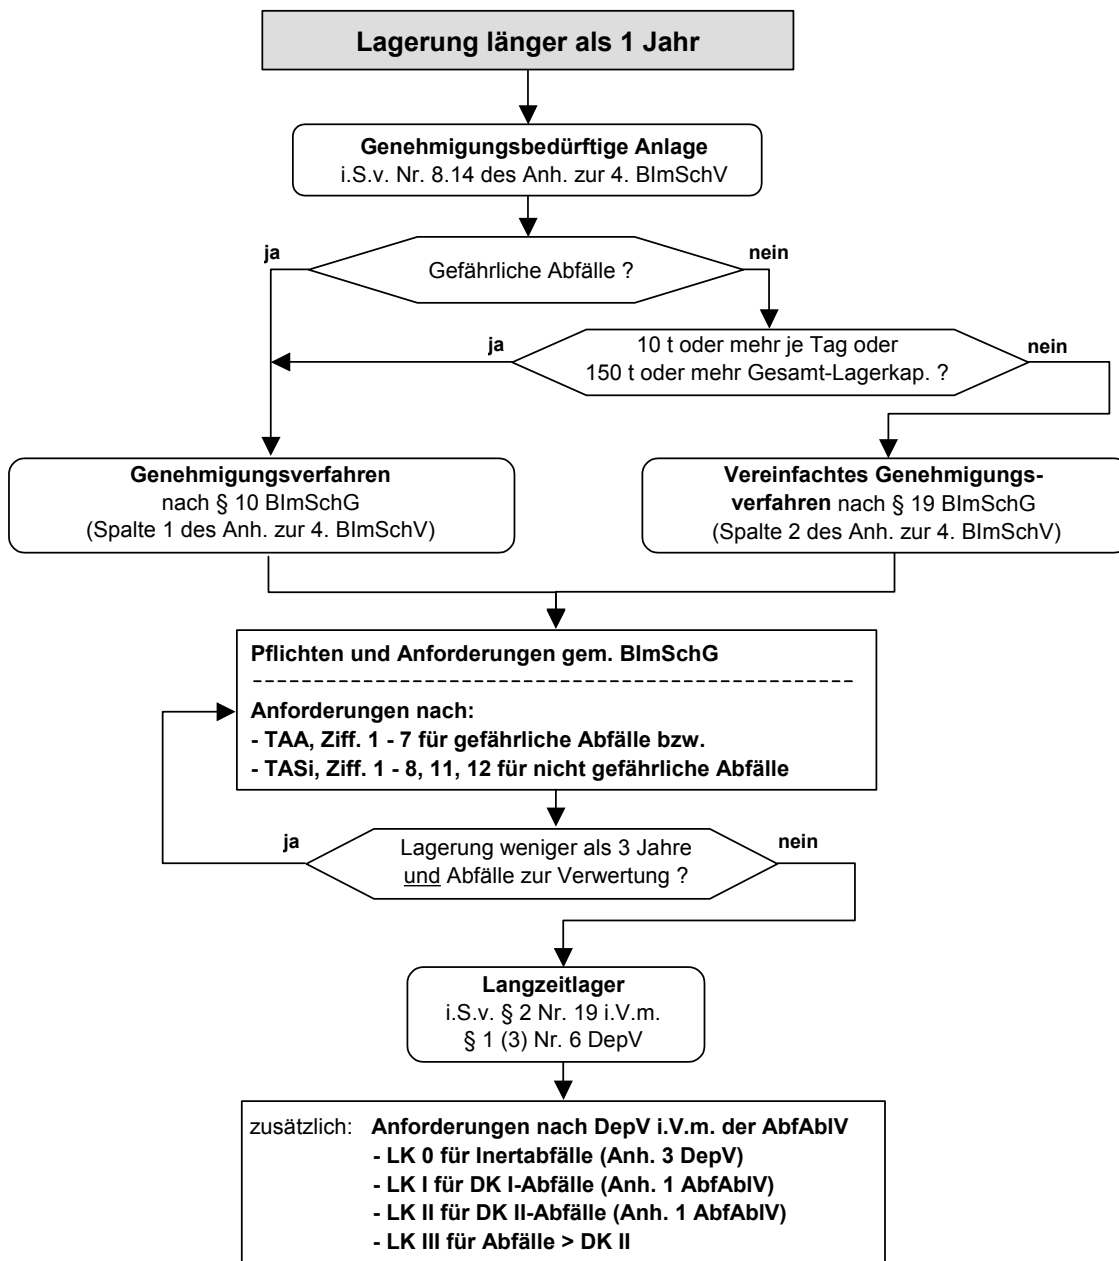 Lagerung länger als 1 Jahr
Genehmigungsbedürftige Anlage
i.S.v. Nr. 8.14 des Anh. zur 4. BImSchV
ja
Gefährliche Abfälle ?
nein
ja
10 t oder mehr je Tag oder
150 t oder mehr Gesamt-Lagerkap. ?
nein
Genehmigungsverfahren
nach § 10 BImSchG
(Spalte 1 des Anh. zur 4. BImSchV)
Vereinfachtes Genehmigungs-
verfahren nach § 19 BImSchG
(Spalte 2 des Anh. zur 4. BImSchV)
Pflichten und Anforderungen gem. BImSchG
Anforderungen nach:
- TAA, Ziff. 1 - 7 für gefährliche Abfälle bzw.
- TASi, Ziff. 1 - 8, 11, 12 für nicht gefährliche Abfälle
ja
Lagerung weniger als 3 Jahre
und Abfälle zur Verwertung ?
nein
Langzeitlager
i.S.v. § 2 Nr. 19 i.V.m.
§ 1 (3) Nr. 6 DepV
zusätzlich: Anforderungen nach DepV i.V.m. der AbfAblV
- LK 0 für Inertabfälle (Anh. 3 DepV)
- LK I für DK I-Abfälle (Anh. 1 AbfAblV)
- LK II für DK II-Abfälle (Anh. 1 AbfAblV)
- LK III für Abfälle > DK II